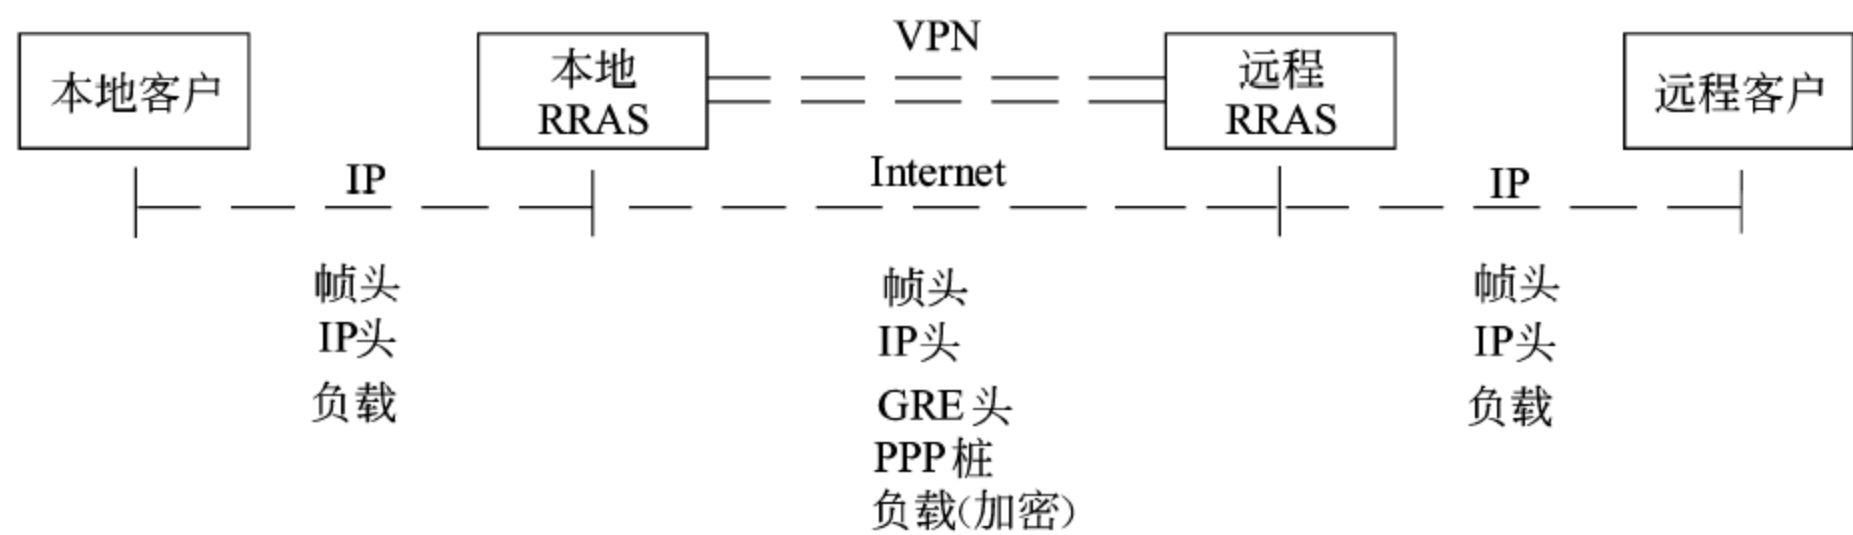 本地客户
本地
RRAS
VPN
远程
RRAS
远程客户
IP
Internet
IP
帧头
IP头
负载
帧头
IP头
GRE头
PPP桩
负载(加密)
帧头
IP头
负载